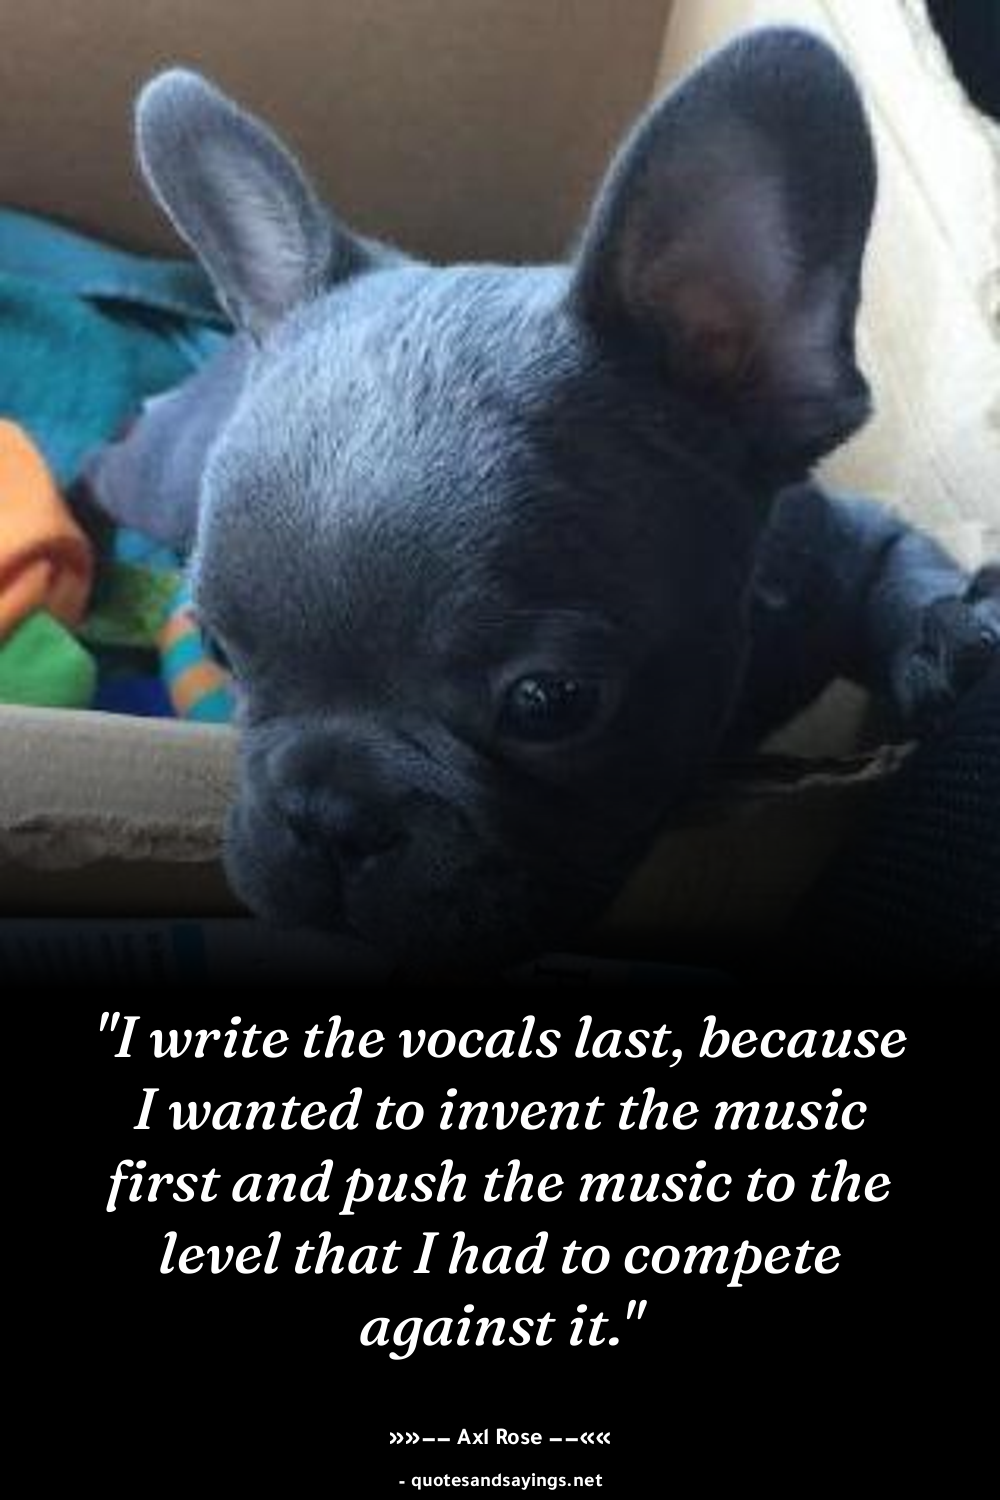 "I write the vocals last, because
I wanted to invent the music
first and push the music to the
level that I had to compete
against it."
»»−− Axl Rose −−««
- quotesandsayings.net